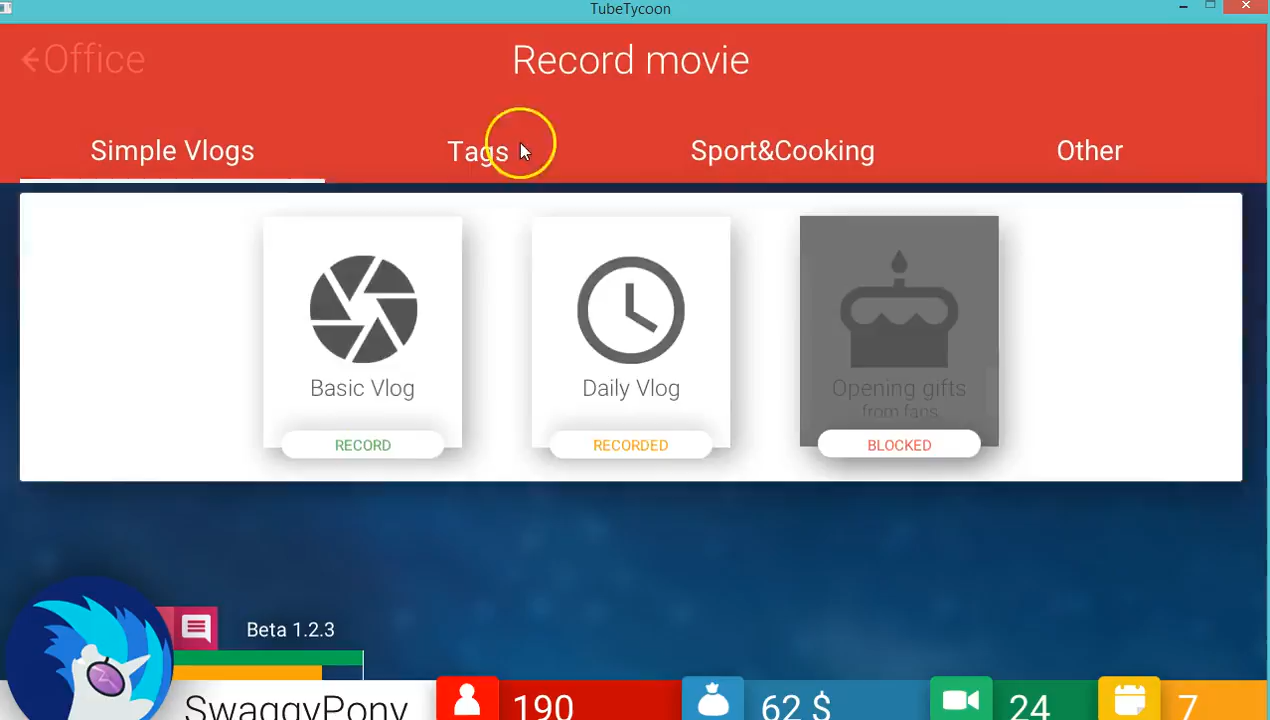 TubeTycoon
Office
Record movie
Simple Vlogs
Tags
Sport&Cooking
Other
Basic Vlog
RECORD
Daily Vlog
RECORDED
Opening gifts
from fans
BLOCKED
Beta 1.2.3
SwaggyPony
190
62 $
24
7